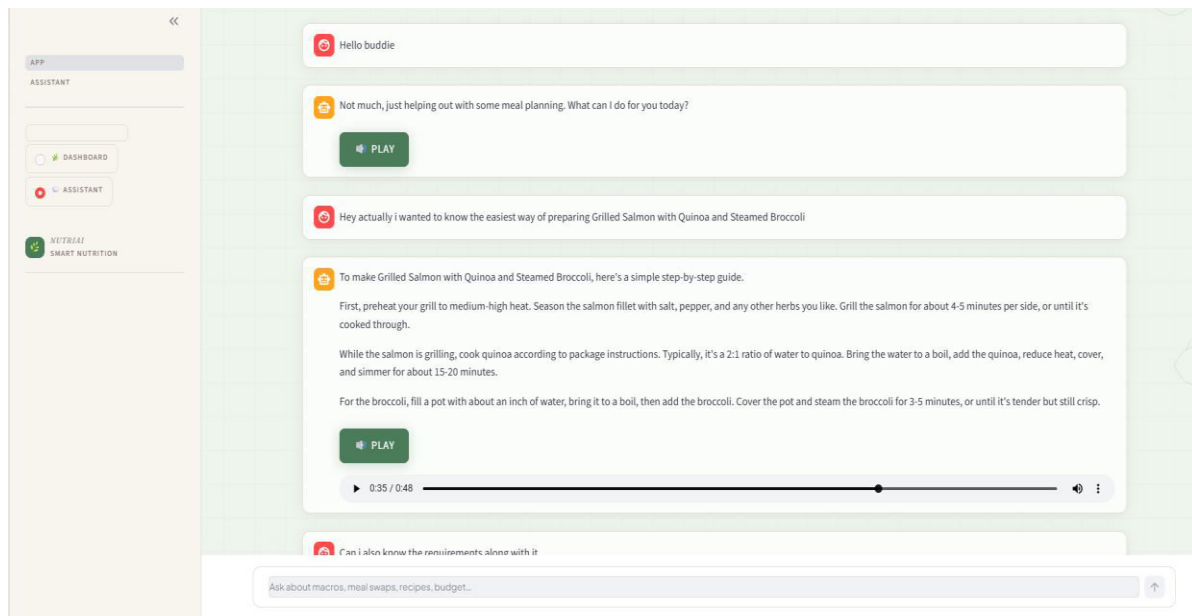 APP
ASSISTANT
DASHBOARD
ASSISTANT
NUTRIAI
SMART NUTRITION
Hello buddie
Not much, just helping out with some meal planning. What can I do for you today?
PLAY
Hey actually i wanted to know the easiest way of preparing Grilled Salmon with Quinoa and Steamed Broccoli
To make Grilled Salmon with Quinoa and Steamed Broccoli, here's a simple step-by-step guide.
First, preheat your grill to medium-high heat. Season the salmon fillet with salt, pepper, and any other herbs you like. Grill the salmon for about 4-5 minutes per side, or until it's
cooked through.
While the salmon is grilling, cook quinoa according to package instructions. Typically, it's a 2:1 ratio of water to quinoa. Bring the water to a boil, add the quinoa, reduce heat, cover,
and simmer for about 15-20 minutes.
For the broccoli, fill a pot with about an inch of water, bring it to a boil, then add the broccoli. Cover the pot and steam the broccoli for 3-5 minutes, or until it's tender but still crisp.
PLAY
0:35 / 0:48
Can i also know the requirements along with it
Ask about macros, meal swaps, recipes, budget...